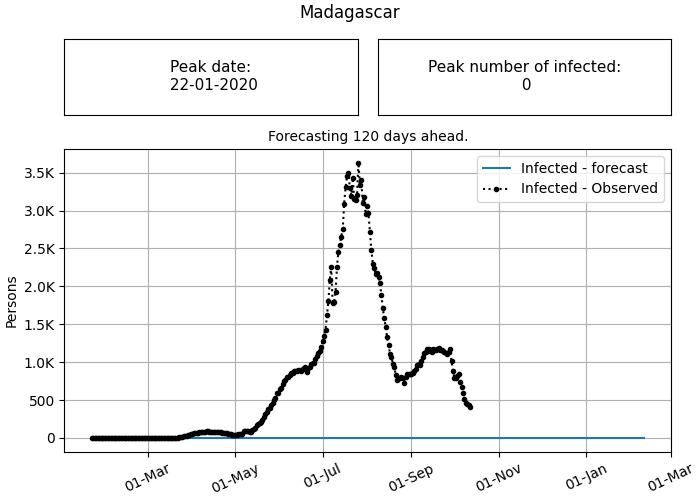 Madagascar
Peak date:
22-01-2020
Peak number of infected:
0
Forecasting 120 days ahead.
Infected - forecast
Infected - Observed
3.5K
3.0K
2.5K
2.0K
1.5K
1.0K
500
0
Persons
01-Mar
01-May
01-Jul
01-Sep
01-Nov
01-Jan
01-Mar